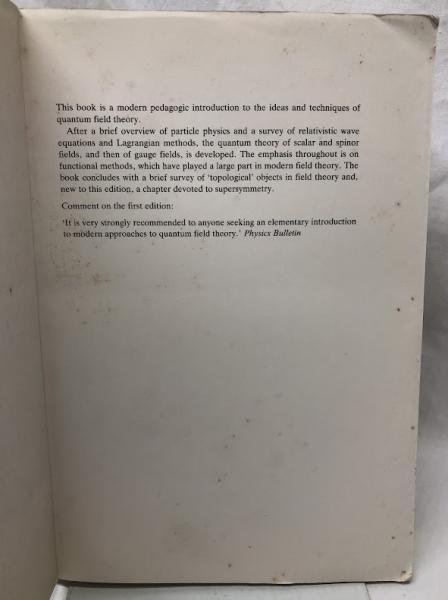 This book is a modern pedagogic introduction to the ideas and techniques of
quantum field theory.
After a brief overview of particle physics and a survey of relativistic wave
equations and Lagrangian methods, the quantum theory of scalar and spinor
fields, and then of gauge fields, is developed. The emphasis throughout is on
functional methods, which have played a large part in modern field theory. The
book concludes with a brief survey of 'topological' objects in field theory and,
new to this edition, a chapter devoted to supersymmetry.
Comment on the first edition:
'It is very strongly recommended to anyone seeking an elementary introduction
to modern approaches to quantum field theory.' Physics Bulletin